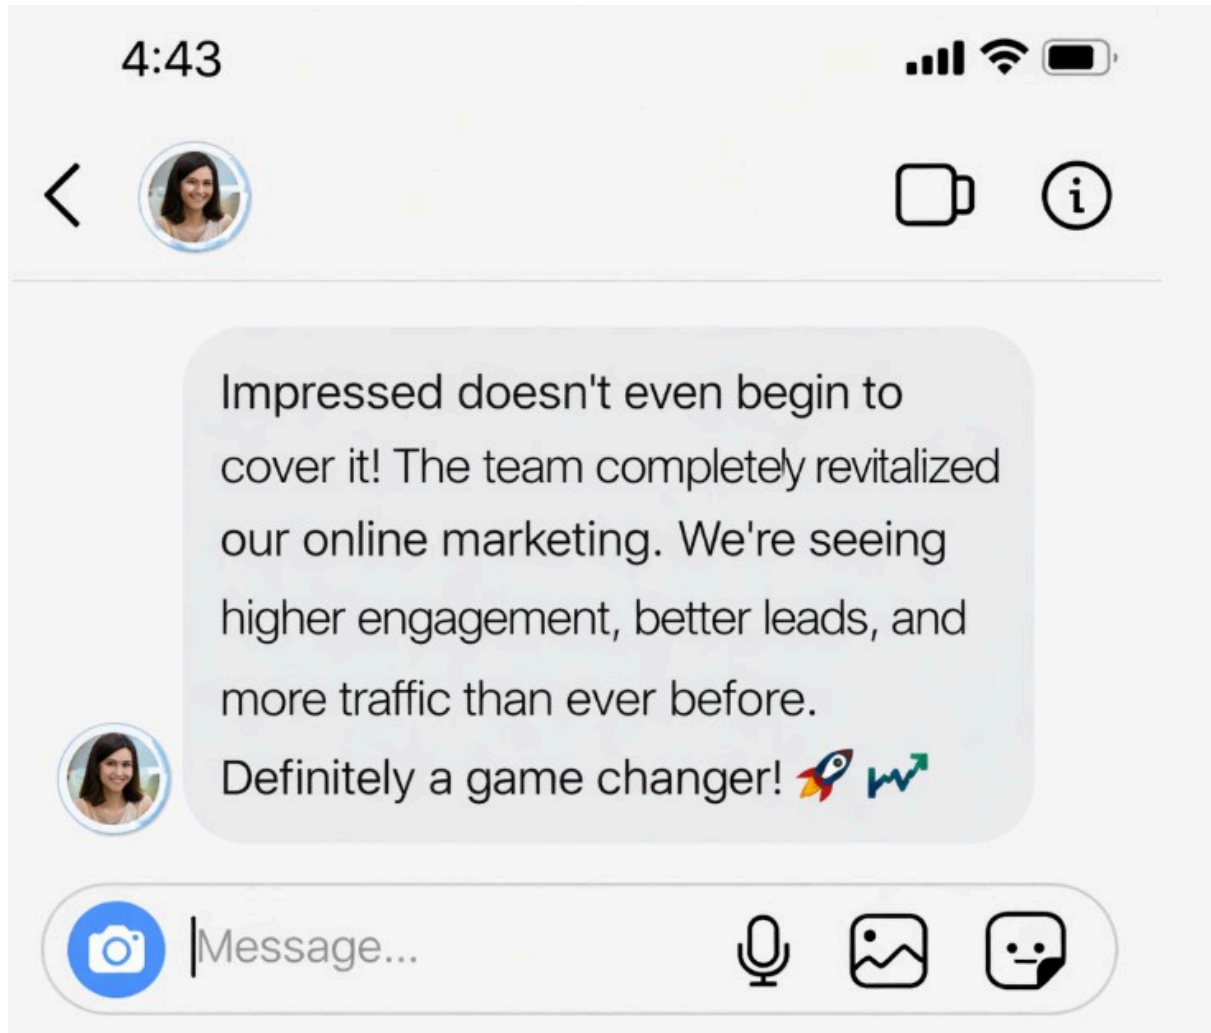 4:43
Impressed doesn't even begin to
cover it! The team completely revitalized
our online marketing. We're seeing
higher engagement, better leads, and
more traffic than ever before.
Definitely a game changer! 🚀
Message...